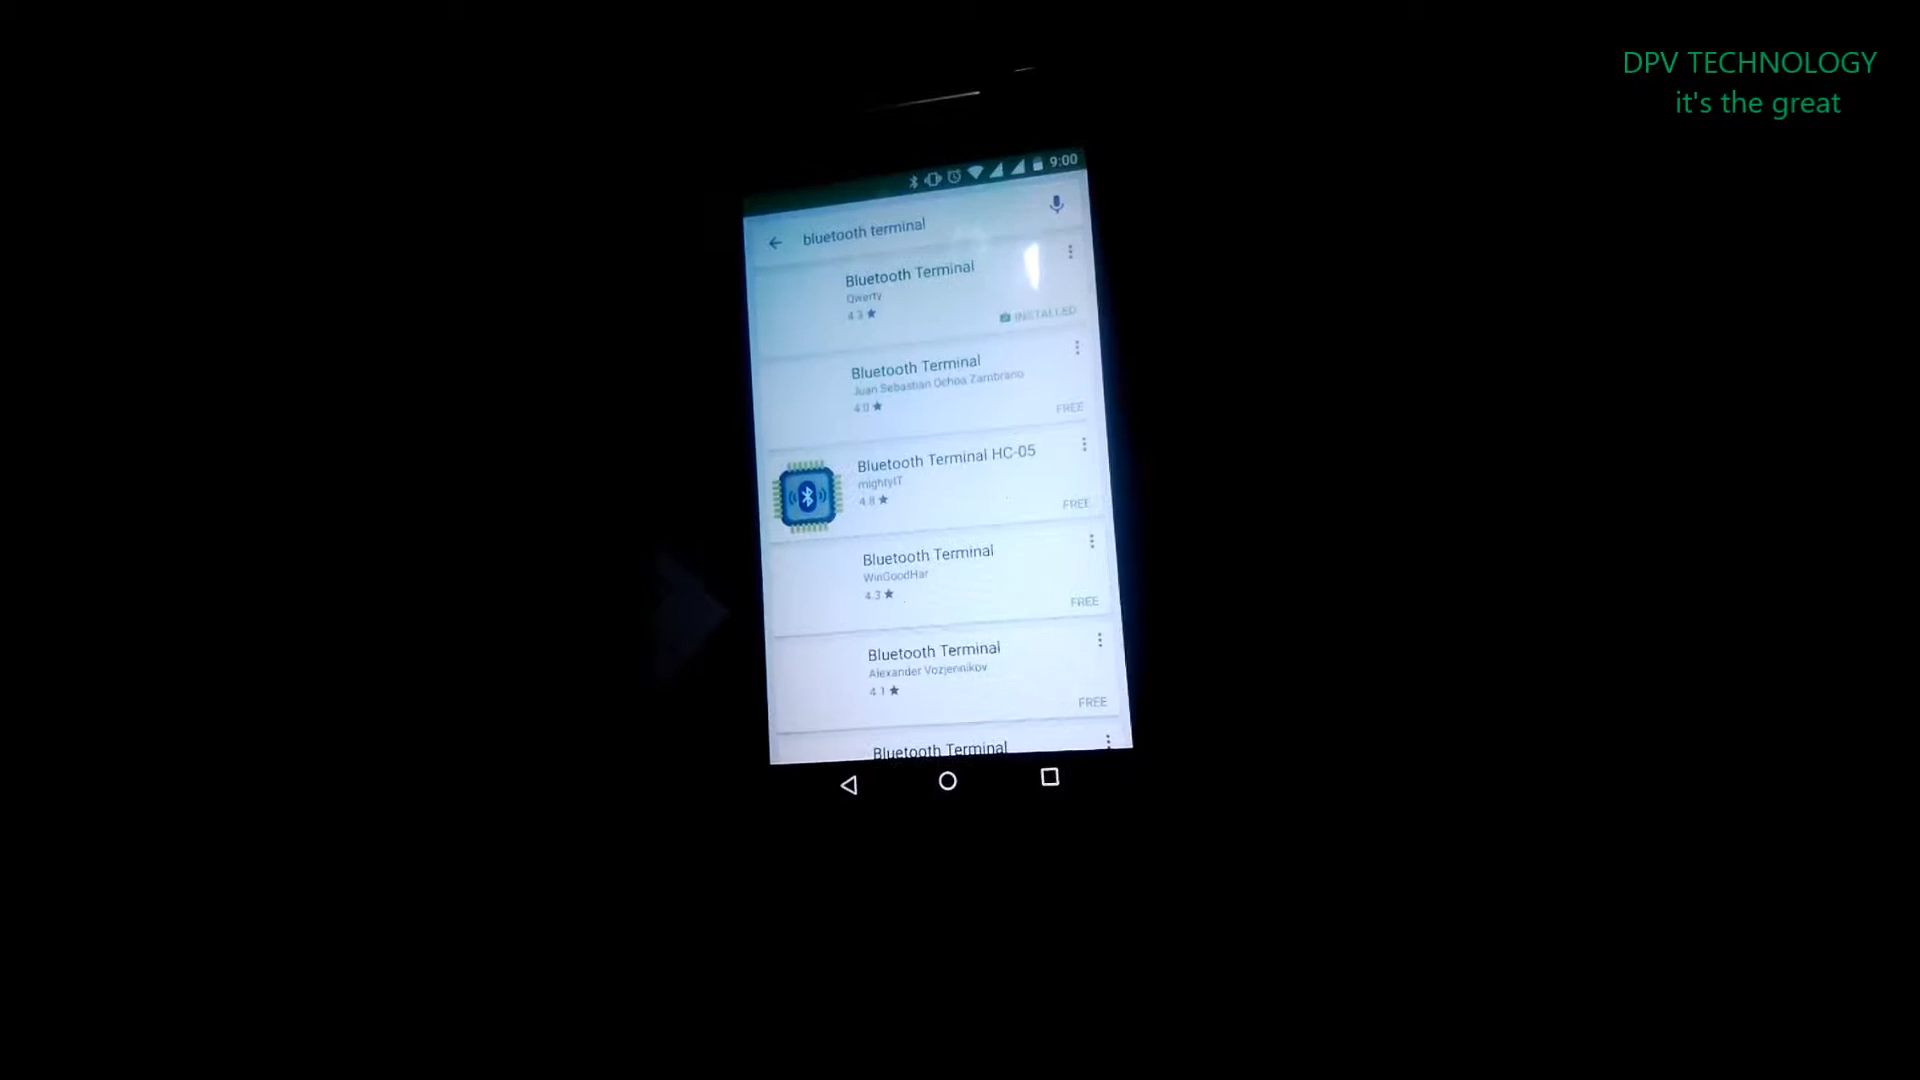 DPV TECHNOLOGY
it's the great
9:00
bluetooth terminal
Bluetooth Terminal
Qwerty
4.3
INSTALLED
Bluetooth Terminal
Juan Sebastian Ochoa Zambrano
4.0
FREE
Bluetooth Terminal HC-05
mightyIT
4.8
FREE
Bluetooth Terminal
WinGoodHar
4.3
FREE
Bluetooth Terminal
Alexander Vozjennikov
4.1
FREE
Bluetooth Terminal